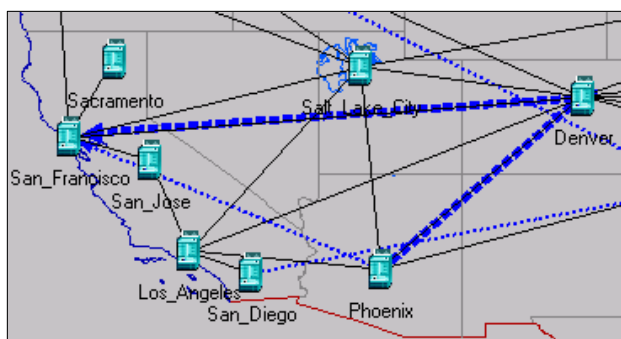 Sacramento
Salt_Lake_City
Denver
San_Francisco
San_Jose
Los_Angeles
San_Diego
Phoenix